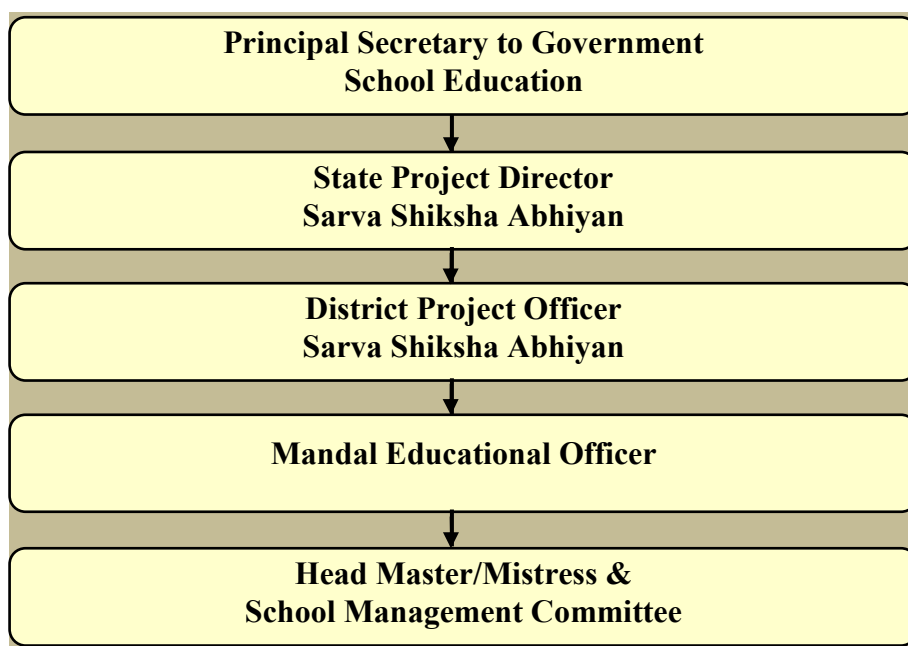 Principal Secretary to Government
School Education
State Project Director
Sarva Shiksha Abhiyan
District Project Officer
Sarva Shiksha Abhiyan
Mandal Educational Officer
Head Master/Mistress &
School Management Committee